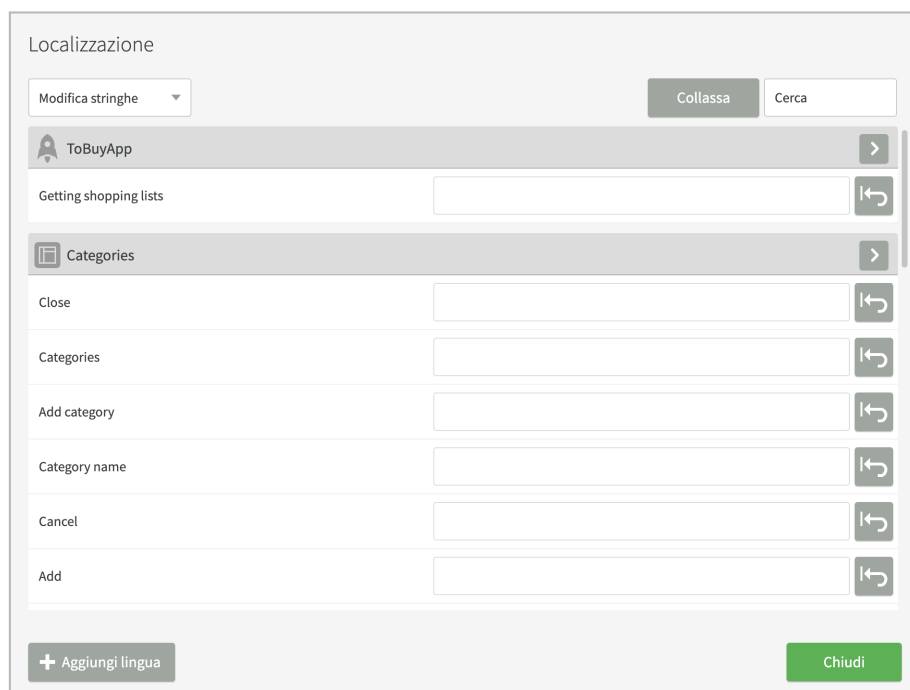 Localizzazione
Modifica stringhe
Collassa
Cerca
ToBuyApp
Getting shopping lists
Categories
Close
Categories
Add category
Category name
Cancel
Add
Aggiungi lingua
Chiudi